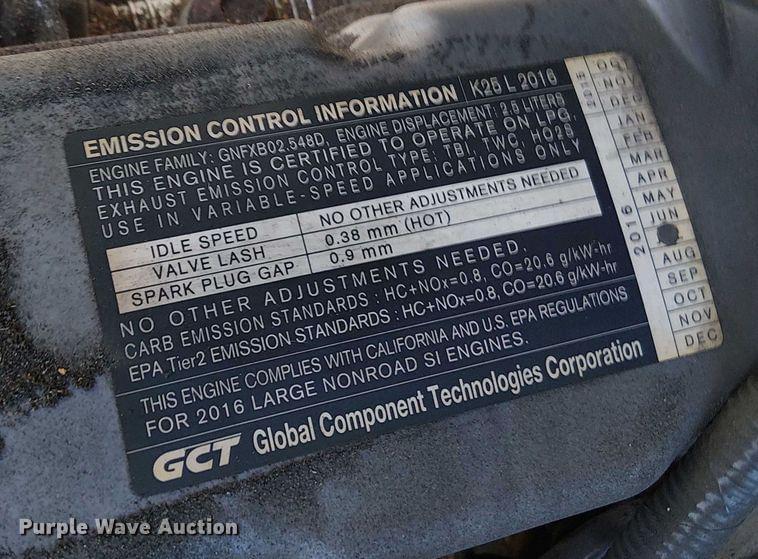 EMISSION CONTROL INFORMATION K25 L 2016
ENGINE FAMILY: GNFXB02.548D, ENGINE DISPLACEMENT: 2.5 LITERS
THIS ENGINE IS CERTIFIED TO OPERATE ON LPG.
EXHAUST EMISSION CONTROL TYPE: TBI, TWC, HO2S
USE IN VARIABLE-SPEED APPLICATIONS ONLY
IDLE SPEED NO OTHER ADJUSTMENTS NEEDED
VALVE LASH 0.38 mm (HOT)
SPARK PLUG GAP 0.9 mm
NO OTHER ADJUSTMENTS NEEDED.
CARB EMISSION STANDARDS : HC+NOx=0.8, CO=20.6 g/kW-hr
EPA Tier2 EMISSION STANDARDS : HC+NOx=0.8, CO=20.6 g/kW-hr
THIS ENGINE COMPLIES WITH CALIFORNIA AND U.S. EPA REGULATIONS
FOR 2016 LARGE NONROAD SI ENGINES.
GCT Global Component Technologies Corporation
2015
OCT
NOV
DEC
2016
JAN
FEB
MAR
APR
MAY
JUN
AUG
SEP
OCT
NOV
DEC
Purple Wave Auction